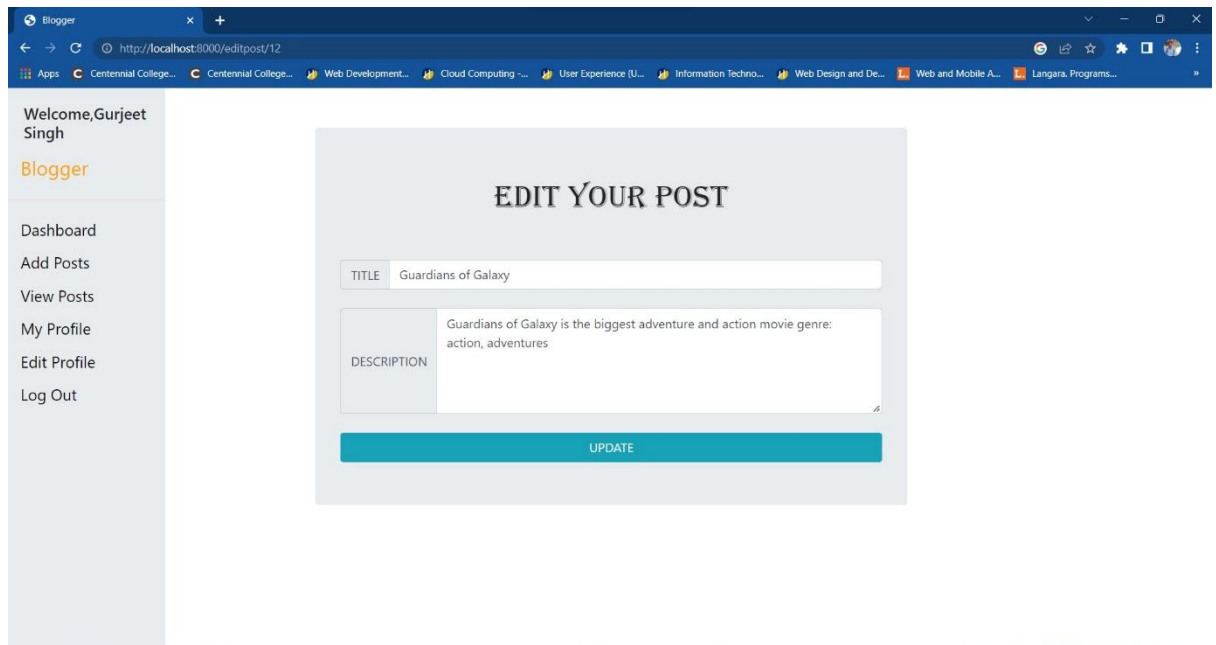 Blogger
http://localhost:8000/editpost/12
Apps
Centennial College...
Centennial College...
Web Development...
Cloud Computing -...
User Experience (U...
Information Techno...
Web Design and De...
Web and Mobile A...
Langara. Programs...
Welcome,Gurjeet
Singh
Blogger
Dashboard
Add Posts
View Posts
My Profile
Edit Profile
Log Out
EDIT YOUR POST
TITLE Guardians of Galaxy
DESCRIPTION
Guardians of Galaxy is the biggest adventure and action movie genre:
action, adventures
UPDATE